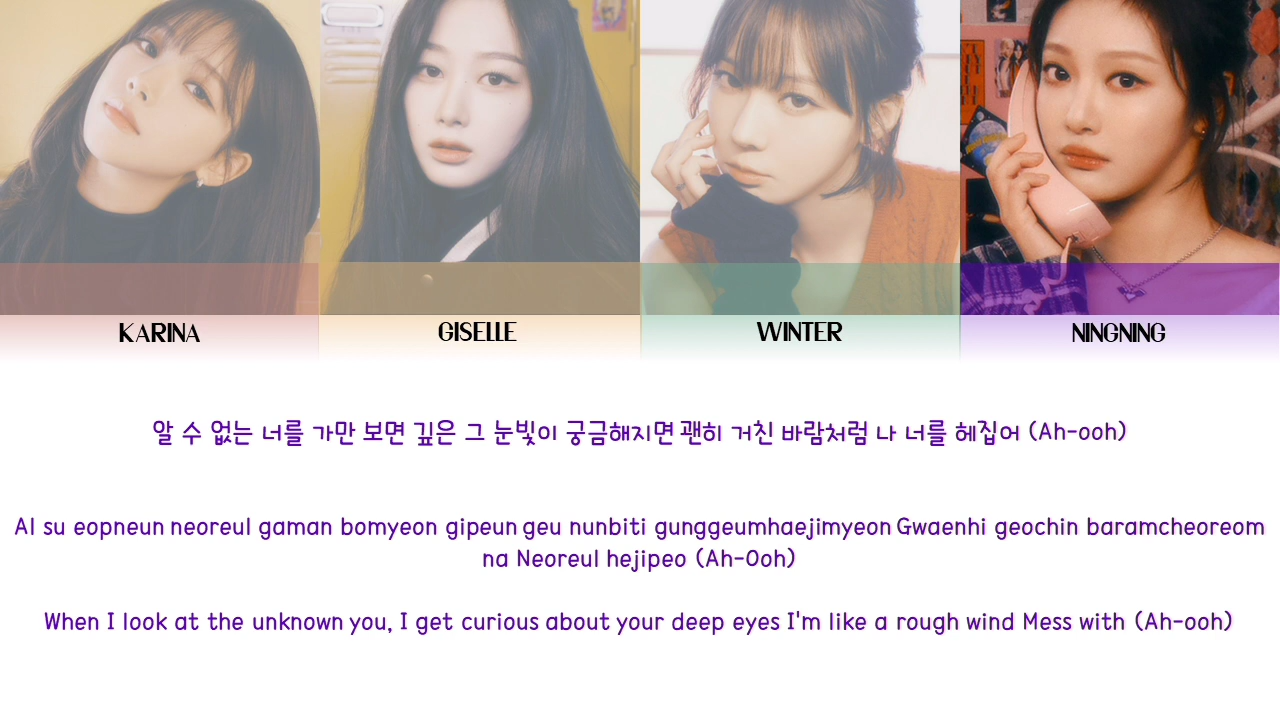 KARINA
GISELLE
WINTER
NINGNING
알 수 없는 너를 가만 보면 깊은 그 눈빛이 궁금해지면 괜히 거친 바람처럼 나 너를 헤집어 (Ah-ooh)
Al su eopneun neoreul gaman bomyeon gipeun geu nunbiti gunggeumhaejimyeon Gwaenhi geochin baramcheoreom
na Neoreul hejipeo (Ah-Ooh)
When I look at the unknown you, I get curious about your deep eyes I'm like a rough wind Mess with (Ah-ooh)